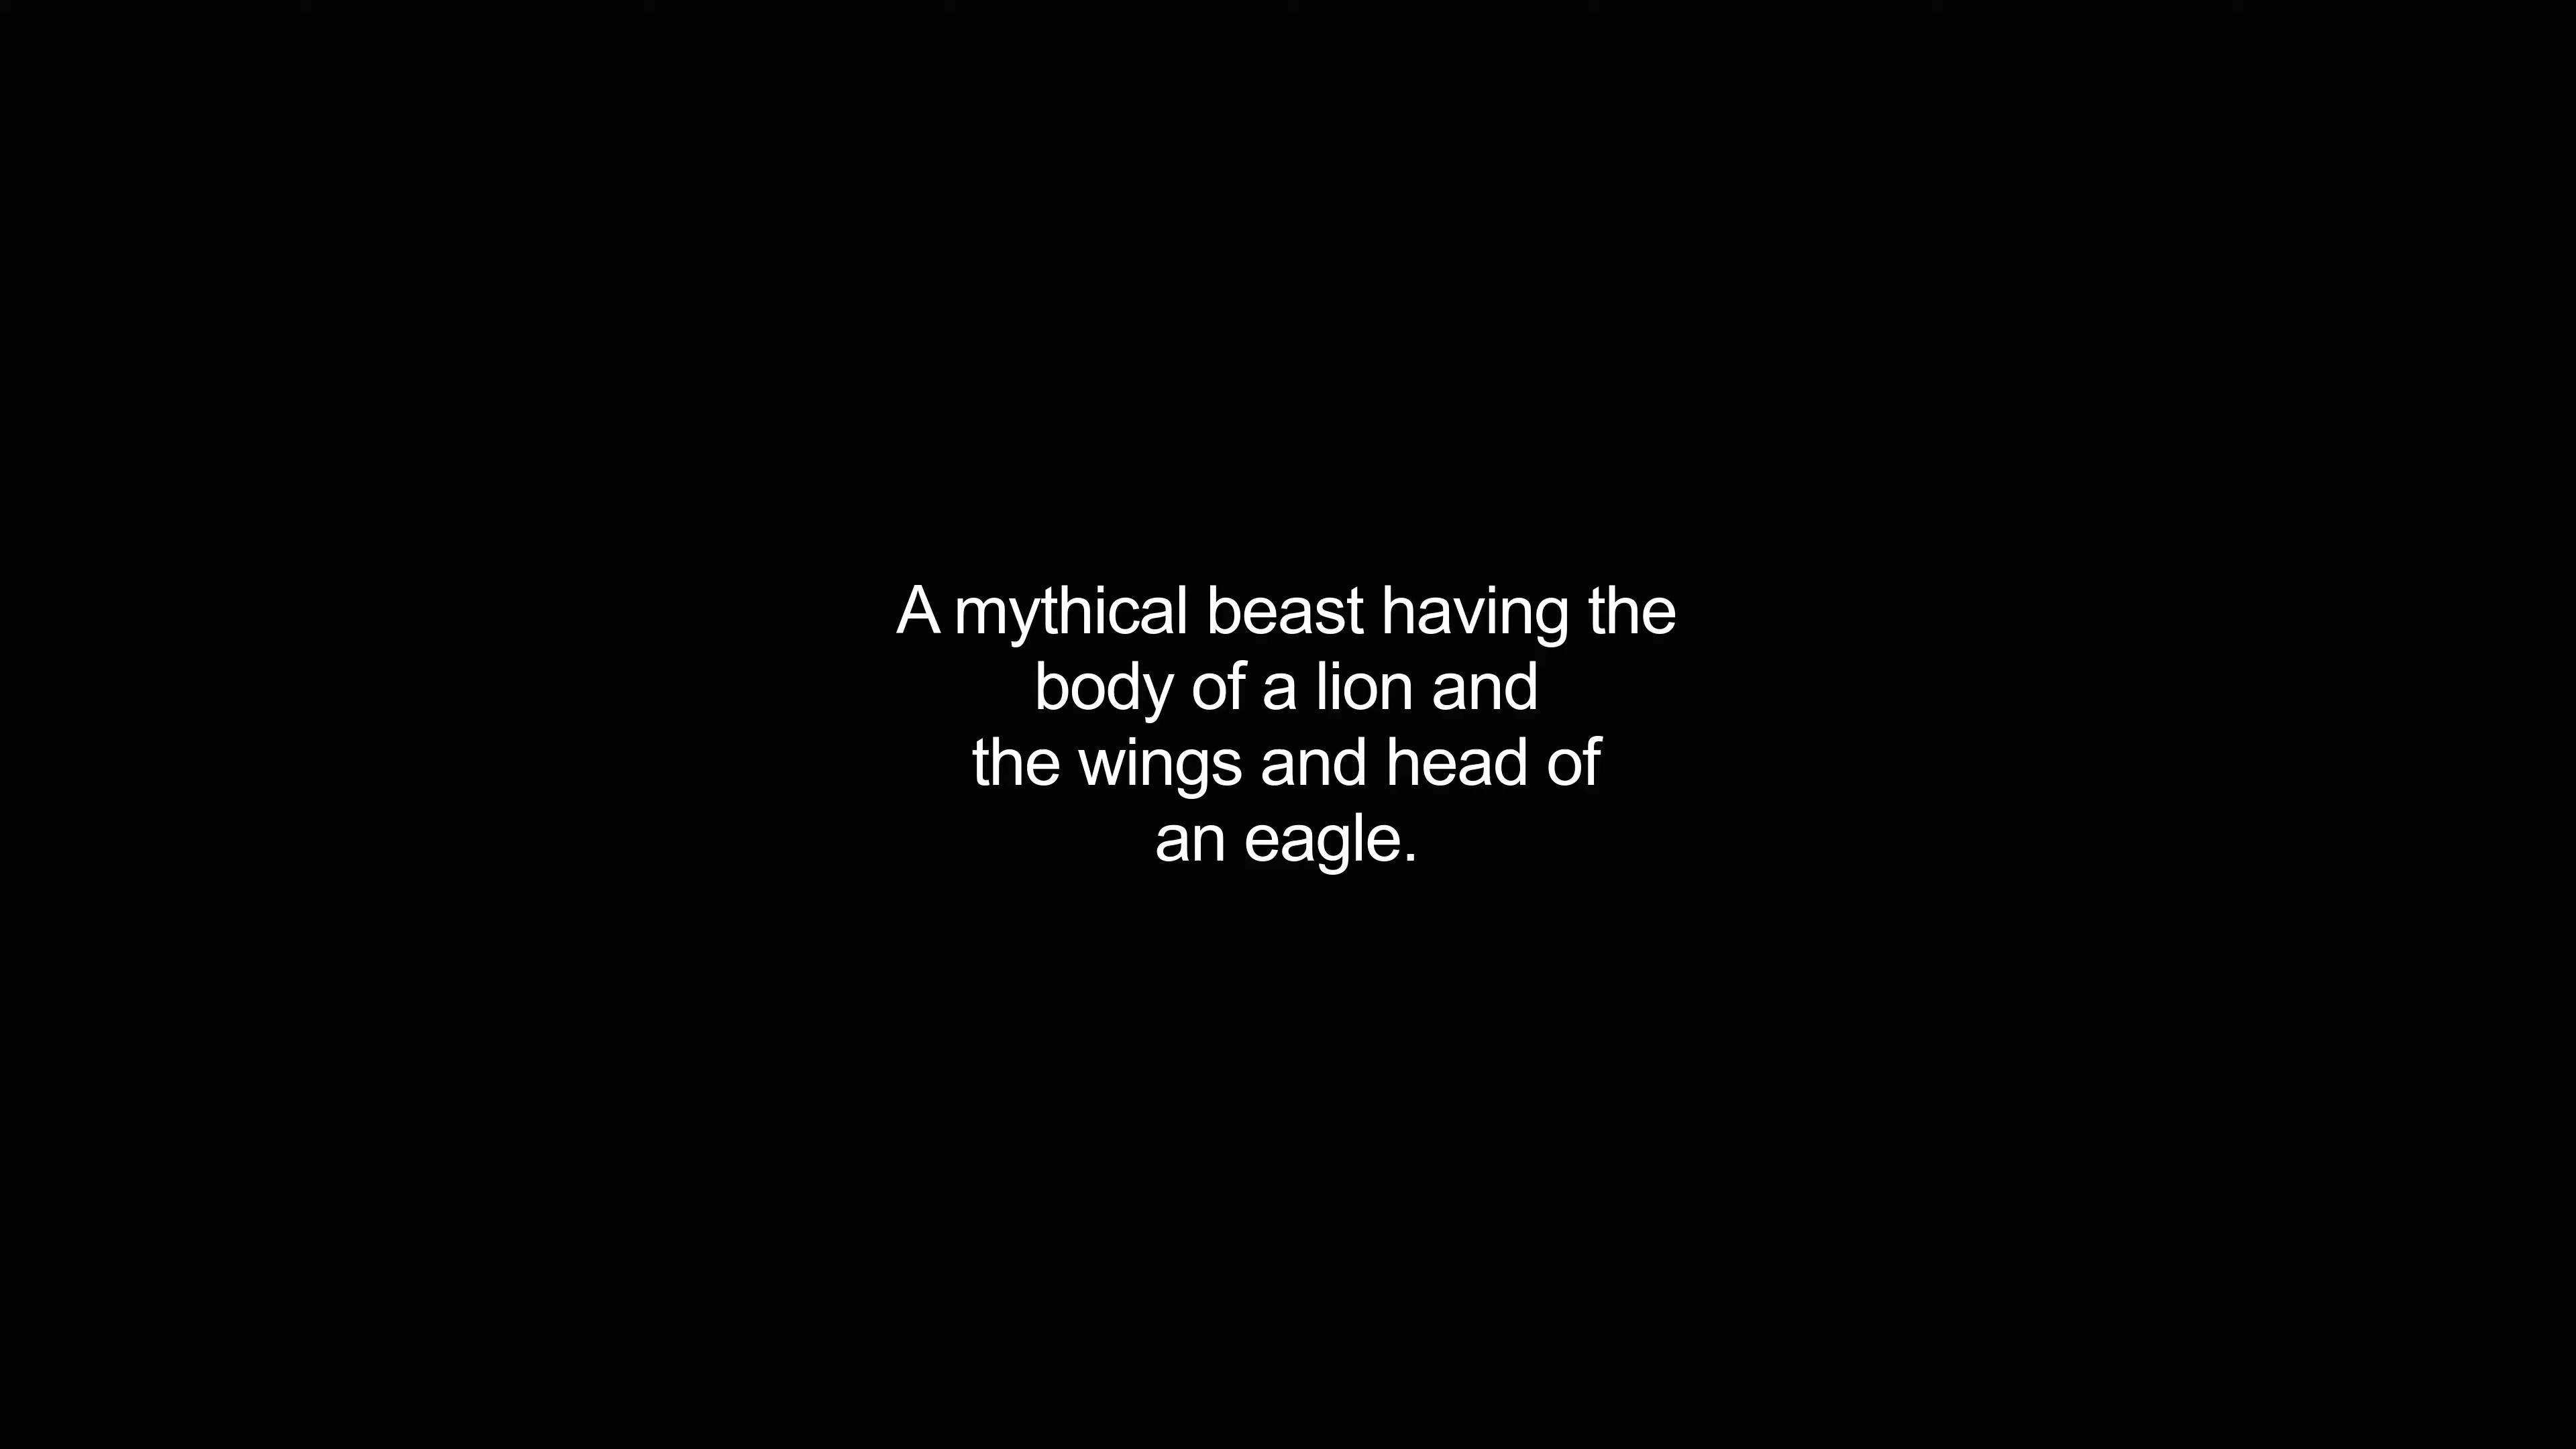 A mythical beast having the
body of a lion and
the wings and head of
an eagle.